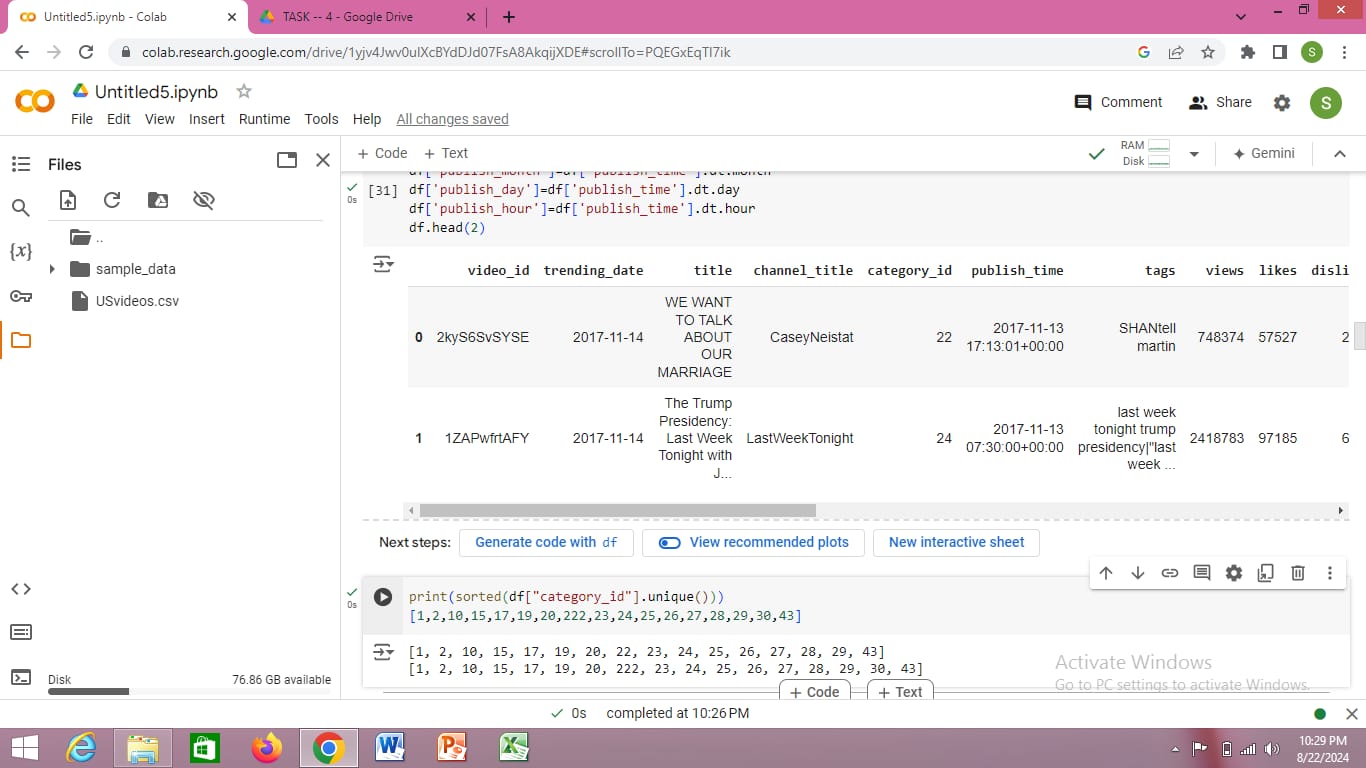 Untitled5.ipynb - Colab
TASK -- 4 - Google Drive
colab.research.google.com/drive/1yjv4Jwv0uIXcBYdDJd07FsA8AkqijXDE#scrollTo=PQEGxEqTI7ik
S
Untitled5.ipynb
File Edit View Insert Runtime Tools Help All changes saved
Comment Share S
Files
+ Code + Text
RAM
Disk
Gemini
df['publish_month']=df['publish_time'].dt.month
[31] df['publish_day']=df['publish_time'].dt.day
0s
df['publish_hour']=df['publish_time'].dt.hour
df.head(2)
..
sample_data
USvideos.csv
{x}
video_id trending_date title channel_title category_id publish_time tags views likes disli
0 2kyS6SvSYSE 2017-11-14 WE WANT TO TALK ABOUT OUR MARRIAGE CaseyNeistat 22 2017-11-13 17:13:01+00:00 SHANtell martin 748374 57527 2
1 1ZAPwfrtAFY 2017-11-14 The Trump Presidency: Last Week Tonight with J... LastWeekTonight 24 2017-11-13 07:30:00+00:00 last week tonight trump presidency|"last week ... 2418783 97185 6
Next steps: Generate code with df View recommended plots New interactive sheet
0s
print(sorted(df["category_id"].unique()))
[1,2,10,15,17,19,20,222,23,24,25,26,27,28,29,30,43]
[1, 2, 10, 15, 17, 19, 20, 22, 23, 24, 25, 26, 27, 28, 29, 43]
[1, 2, 10, 15, 17, 19, 20, 222, 23, 24, 25, 26, 27, 28, 29, 30, 43]
Activate Windows
Go to PC settings to activate Windows.
Disk 76.86 GB available
+ Code + Text
0s completed at 10:26 PM
10:29 PM
8/22/2024